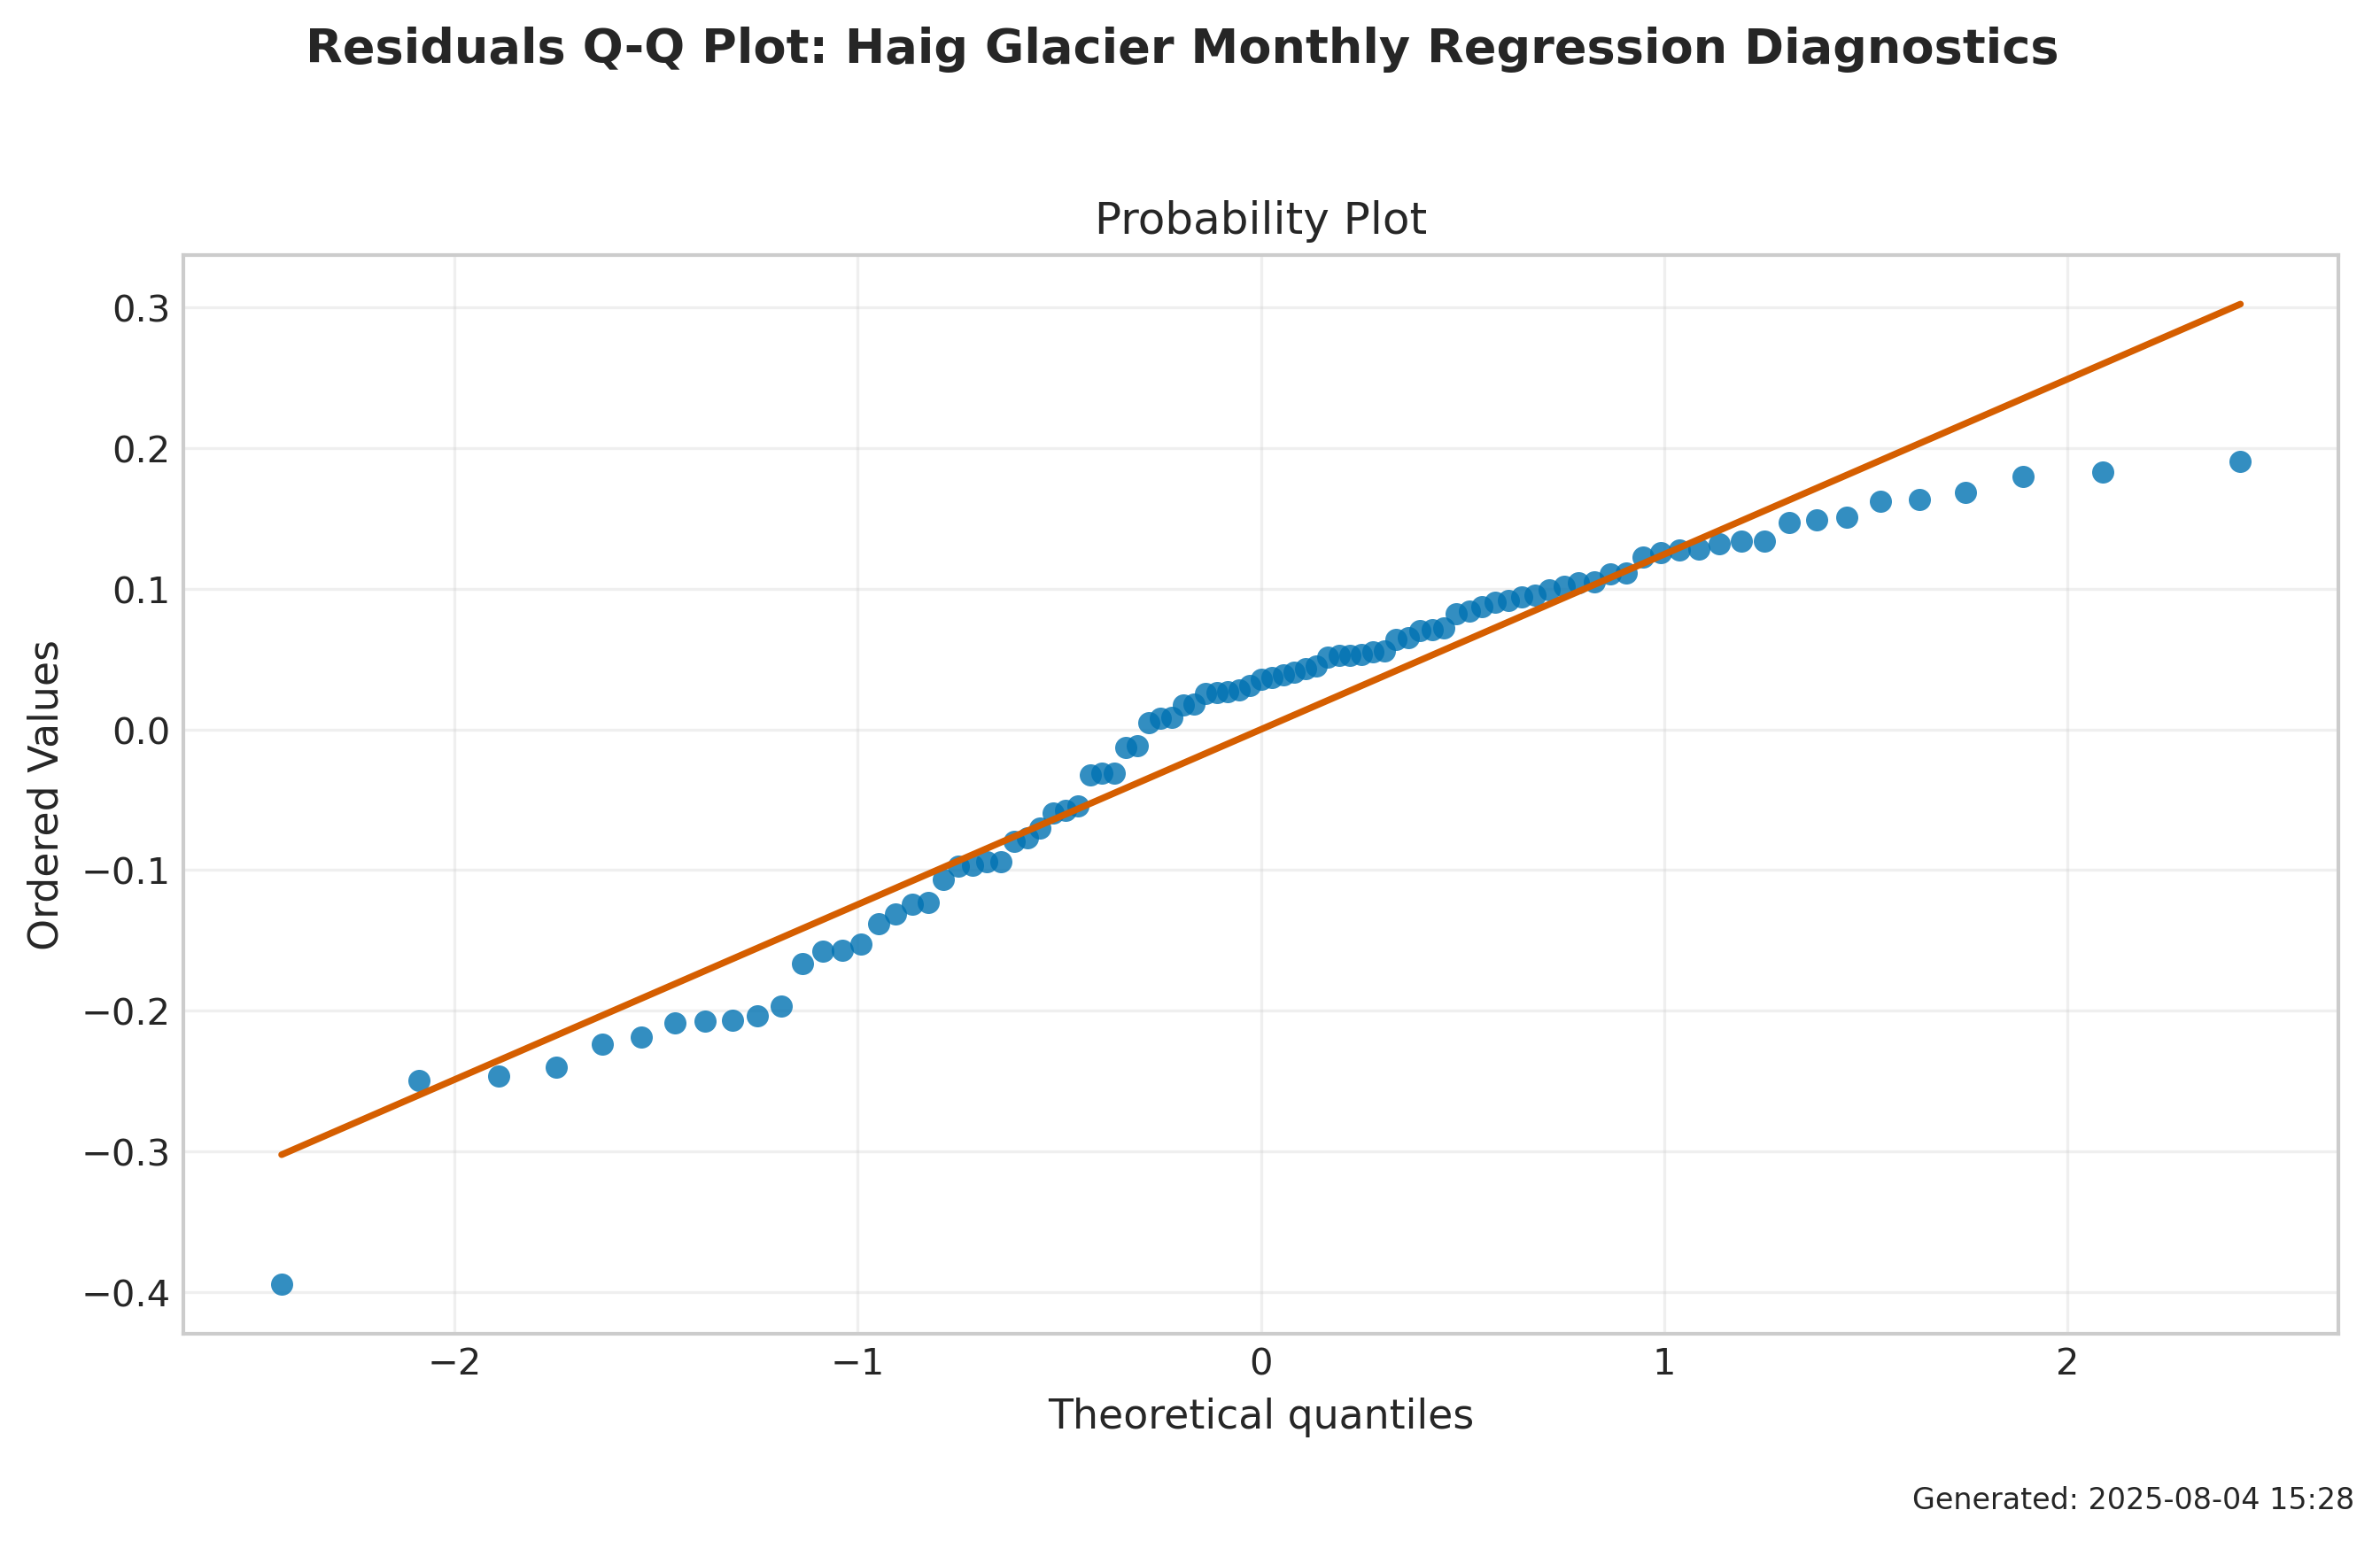 Residuals Q-Q Plot: Haig Glacier Monthly Regression Diagnostics
Probability Plot
Ordered Values
0.3
0.2
0.1
0.0
−0.1
−0.2
−0.3
−0.4
−2 −1 0 1 2
Theoretical quantiles
Generated: 2025-08-04 15:28